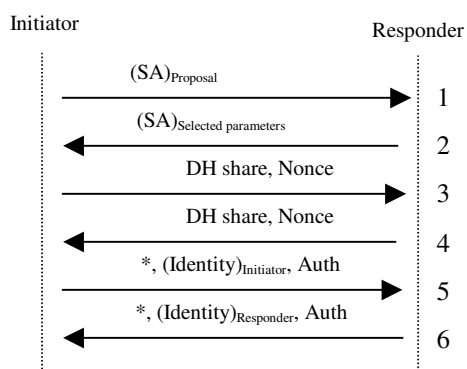 Initiator
Responder
(SA)Proposal
1
(SA)Selected parameters
2
DH share, Nonce
3
DH share, Nonce
4
*, (Identity)Initiator, Auth
5
*, (Identity)Responder, Auth
6